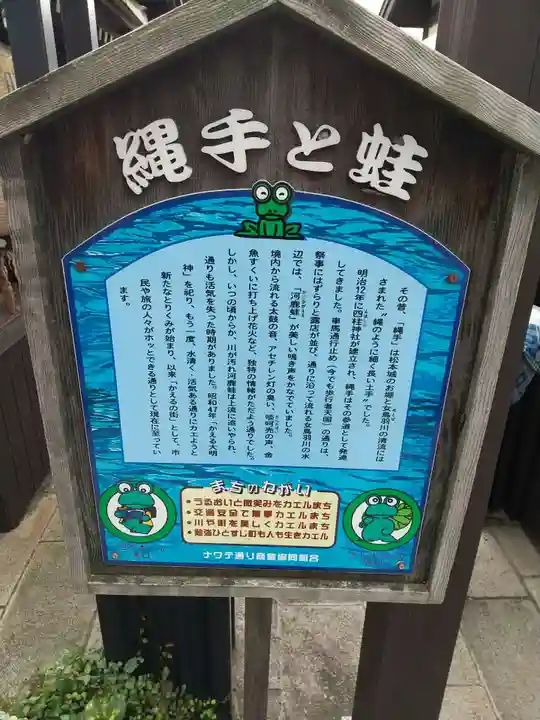 縄手と蛙
その昔、「縄手」は松本城のお堀と女鳥羽川の清流には
さまれた“縄のように細く長い土手”でした。
明治12年に四柱神社が建立され、縄手はその参道として発達
してきました。車馬通行止め（今でも歩行者天国）の通りは、
祭事にはずらりと露店が並び、通りに沿って流れる女鳥羽川の水
辺では、「河鹿蛙」が美しい鳴き声をかなでていました。
境内から流れる太鼓の音、アセチレン灯の臭い、啖呵売の声、金
魚すくいに打ち上げ花火など、独特の情緒がただよう通りでした。
しかし、いつの頃からか、川が汚れ河鹿蛙は上流に追いやられ、
通りも活気を失った時期がありました。昭和47年「かえる大明
神」を祀り、もう一度、水清く・活気ある通りにカエようと
新たなとりくみが始まり、以来「かえるの街」として、市
民や旅の人々がホッとできる通りとして現在に至ってい
ます。
まちのねがい
★うるおいと微笑みをカエルまち
★交通安全で無事カエルまち
★川や街を美しくカエルまち
★勉強ひとすじ町も人も生きカエル
ナワテ通り商業協同組合